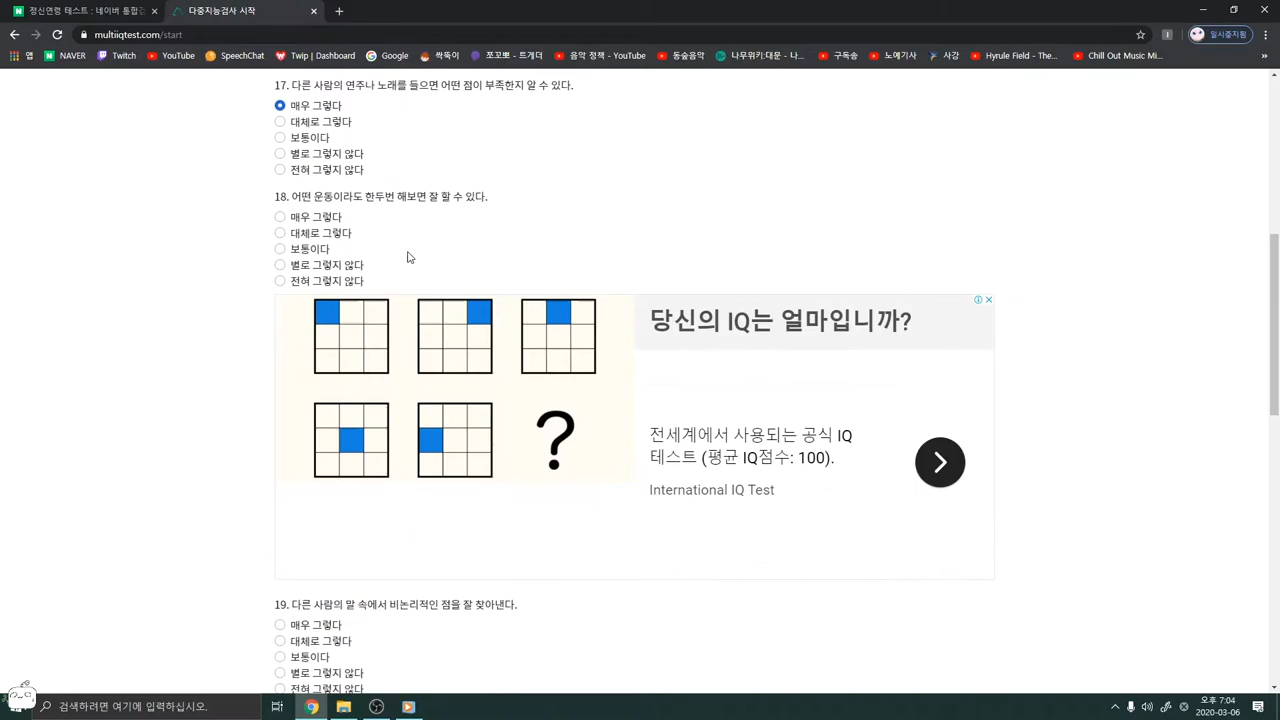 정신연령 테스트 : 네이버 통합검
다중지능검사 시작
multiiqtest.com/start
일시중지됨
앱
NAVER
Twitch
YouTube
SpeechChat
Twip | Dashboard
Google
싹뚝이
쪼꼬뽀 - 트게더
음악 정책 - YouTube
동숲음악
나무위키:대문 - 나...
구독송
노예기사
사강
Hyrule Field - The...
Chill Out Music Mi...
17. 다른 사람의 연주나 노래를 들으면 어떤 점이 부족한지 알 수 있다.
매우 그렇다
대체로 그렇다
보통이다
별로 그렇지 않다
전혀 그렇지 않다
18. 어떤 운동이라도 한두번 해보면 잘 할 수 있다.
매우 그렇다
대체로 그렇다
보통이다
별로 그렇지 않다
전혀 그렇지 않다
?
당신의 IQ는 얼마입니까?
전세계에서 사용되는 공식 IQ
테스트 (평균 IQ점수: 100).
International IQ Test
19. 다른 사람의 말 속에서 비논리적인 점을 잘 찾아낸다.
매우 그렇다
대체로 그렇다
보통이다
별로 그렇지 않다
전혀 그렇지 않다
검색하려면 여기에 입력하십시오.
오후 7:04
2020-03-06